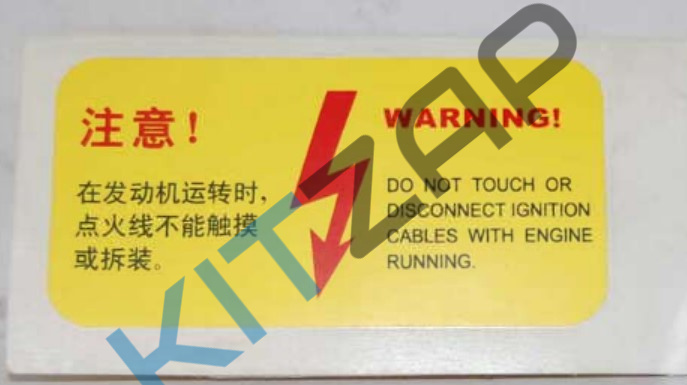 注意！
在发动机运转时，
点火线不能触摸
或拆装。
WARNING!
DO NOT TOUCH OR
DISCONNECT IGNITION
CABLES WITH ENGINE
RUNNING.
KITZAP